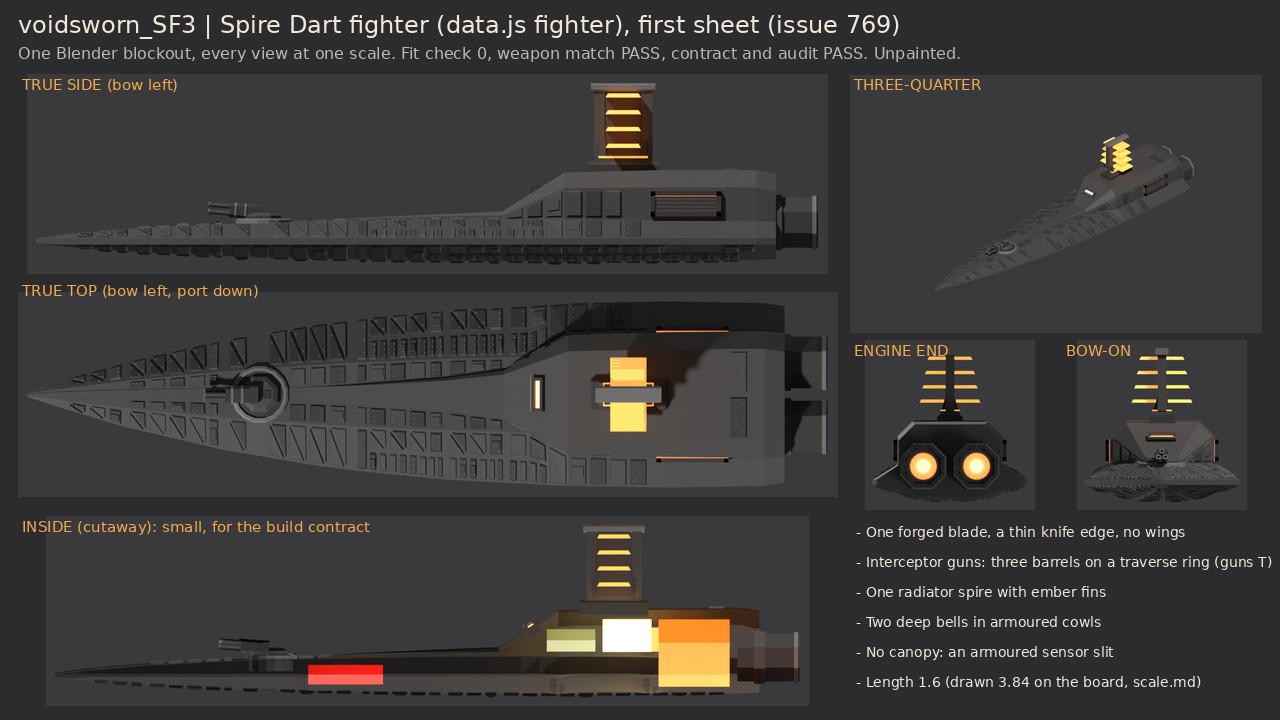 voidsworn_SF3 | Spire Dart fighter (data.js fighter), first sheet (issue 769)
One Blender blockout, every view at one scale. Fit check 0, weapon match PASS, contract and audit PASS. Unpainted.
TRUE SIDE (bow left)
THREE-QUARTER
TRUE TOP (bow left, port down)
ENGINE END
BOW-ON
INSIDE (cutaway): small, for the build contract
- One forged blade, a thin knife edge, no wings
- Interceptor guns: three barrels on a traverse ring (guns T)
- One radiator spire with ember fins
- Two deep bells in armoured cowls
- No canopy: an armoured sensor slit
- Length 1.6 (drawn 3.84 on the board, scale.md)